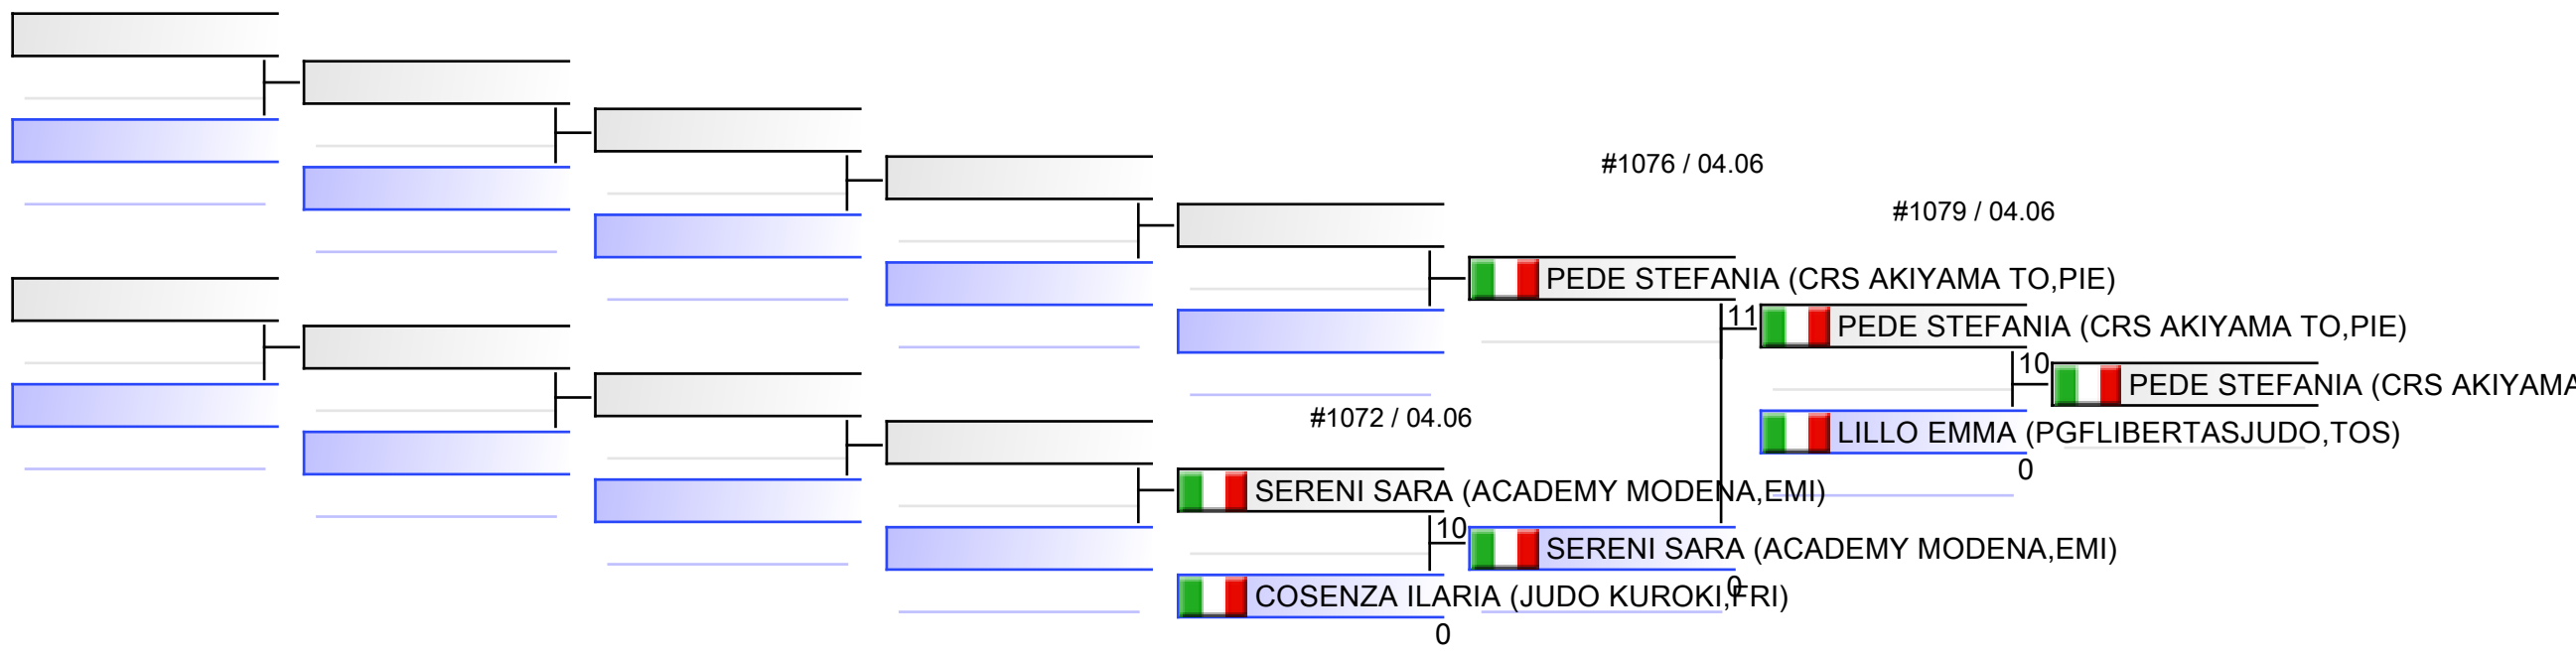 #1076 / 04.06
#1079 / 04.06
PEDE STEFANIA (CRS AKIYAMA TO,PIE)
11
PEDE STEFANIA (CRS AKIYAMA TO,PIE)
10
PEDE STEFANIA (CRS AKIYAMA
#1072 / 04.06
LILLO EMMA (PGFLIBERTASJUDO,TOS)
0
SERENI SARA (ACADEMY MODENA,EMI)
10
SERENI SARA (ACADEMY MODENA,EMI)
0
COSENZA ILARIA (JUDO KUROKI,FRI)
0